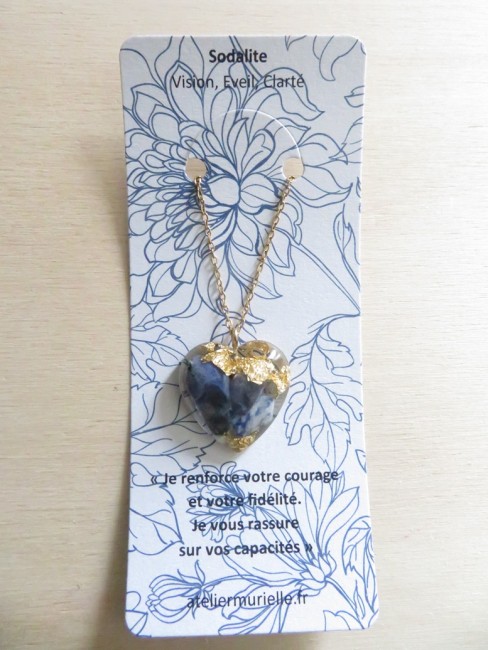 Sodalite
Vision, Eveil, Clarté
« Je renforce votre courage
et votre fidélité.
Je vous rassure
sur vos capacités »
ateliermurielle.fr